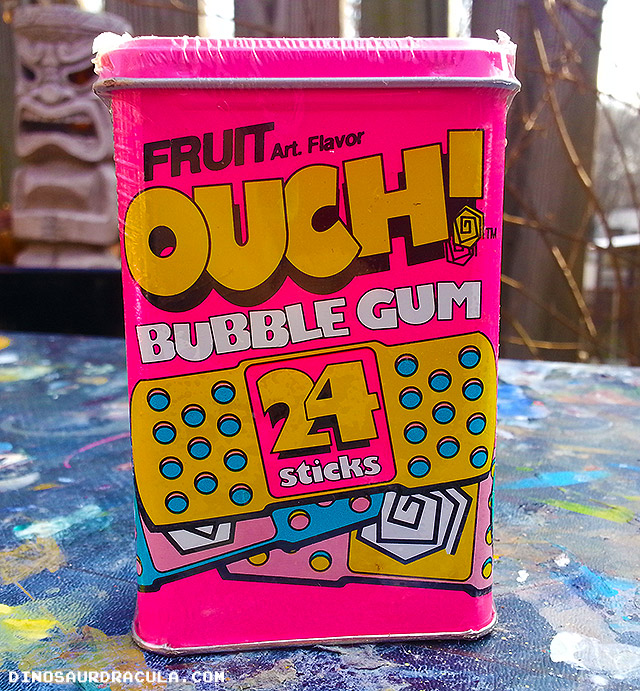 FRUIT Art. Flavor
OUCH! TM
BUBBLE GUM
24
sticks
DINOSAURDRACULA.COM